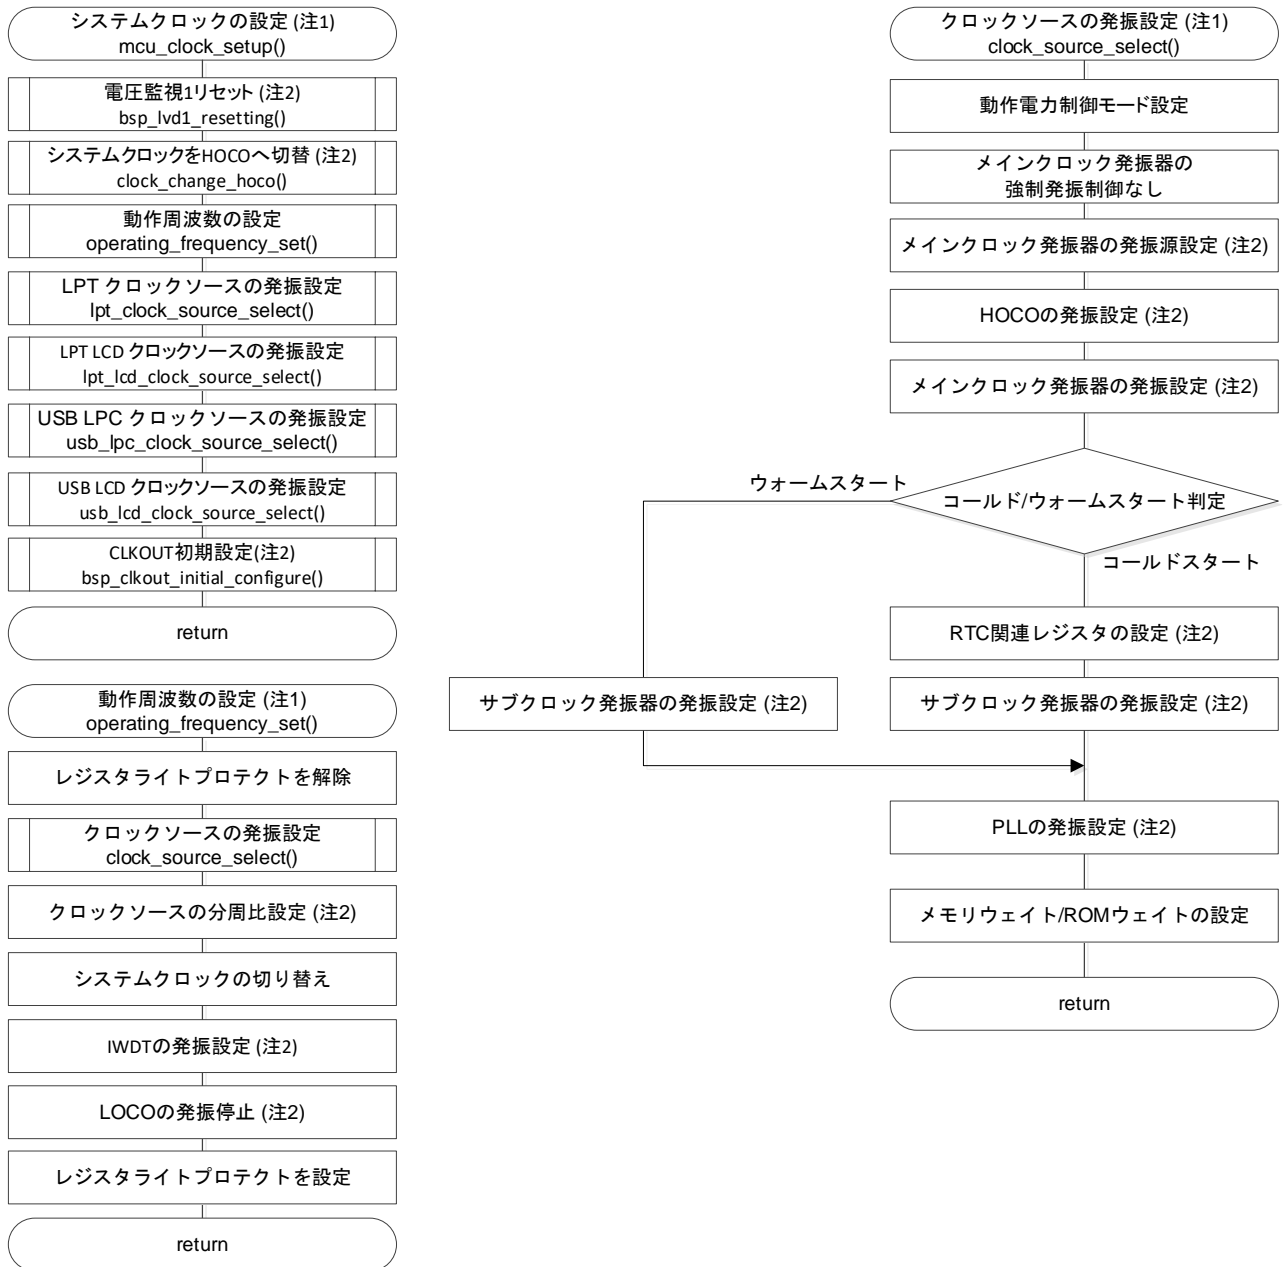 システムクロックの設定 (注1)
mcu_clock_setup()
電圧監視1リセット (注2)
bsp_lvd1_resetting()
システムクロックをHOCOへ切替 (注2)
clock_change_hoco()
動作周波数の設定
operating_frequency_set()
LPT クロックソースの発振設定
lpt_clock_source_select()
LPT LCD クロックソースの発振設定
lpt_lcd_clock_source_select()
USB LPC クロックソースの発振設定
usb_lpc_clock_source_select()
USB LCD クロックソースの発振設定
usb_lcd_clock_source_select()
CLKOUT初期設定(注2)
bsp_clkout_initial_configure()
return
動作周波数の設定 (注1)
operating_frequency_set()
レジスタライトプロテクトを解除
クロックソースの発振設定
clock_source_select()
クロックソースの分周比設定 (注2)
システムクロックの切り替え
IWDTの発振設定 (注2)
LOCOの発振停止 (注2)
レジスタライトプロテクトを設定
return
クロックソースの発振設定 (注1)
clock_source_select()
動作電力制御モード設定
メインクロック発振器の
強制発振制御なし
メインクロック発振器の発振源設定 (注2)
HOCOの発振設定 (注2)
メインクロック発振器の発振設定 (注2)
コールド/ウォームスタート判定
ウォームスタート
コールドスタート
RTC関連レジスタの設定 (注2)
サブクロック発振器の発振設定 (注2)
サブクロック発振器の発振設定 (注2)
PLLの発振設定 (注2)
メモリウェイト/ROMウェイトの設定
return